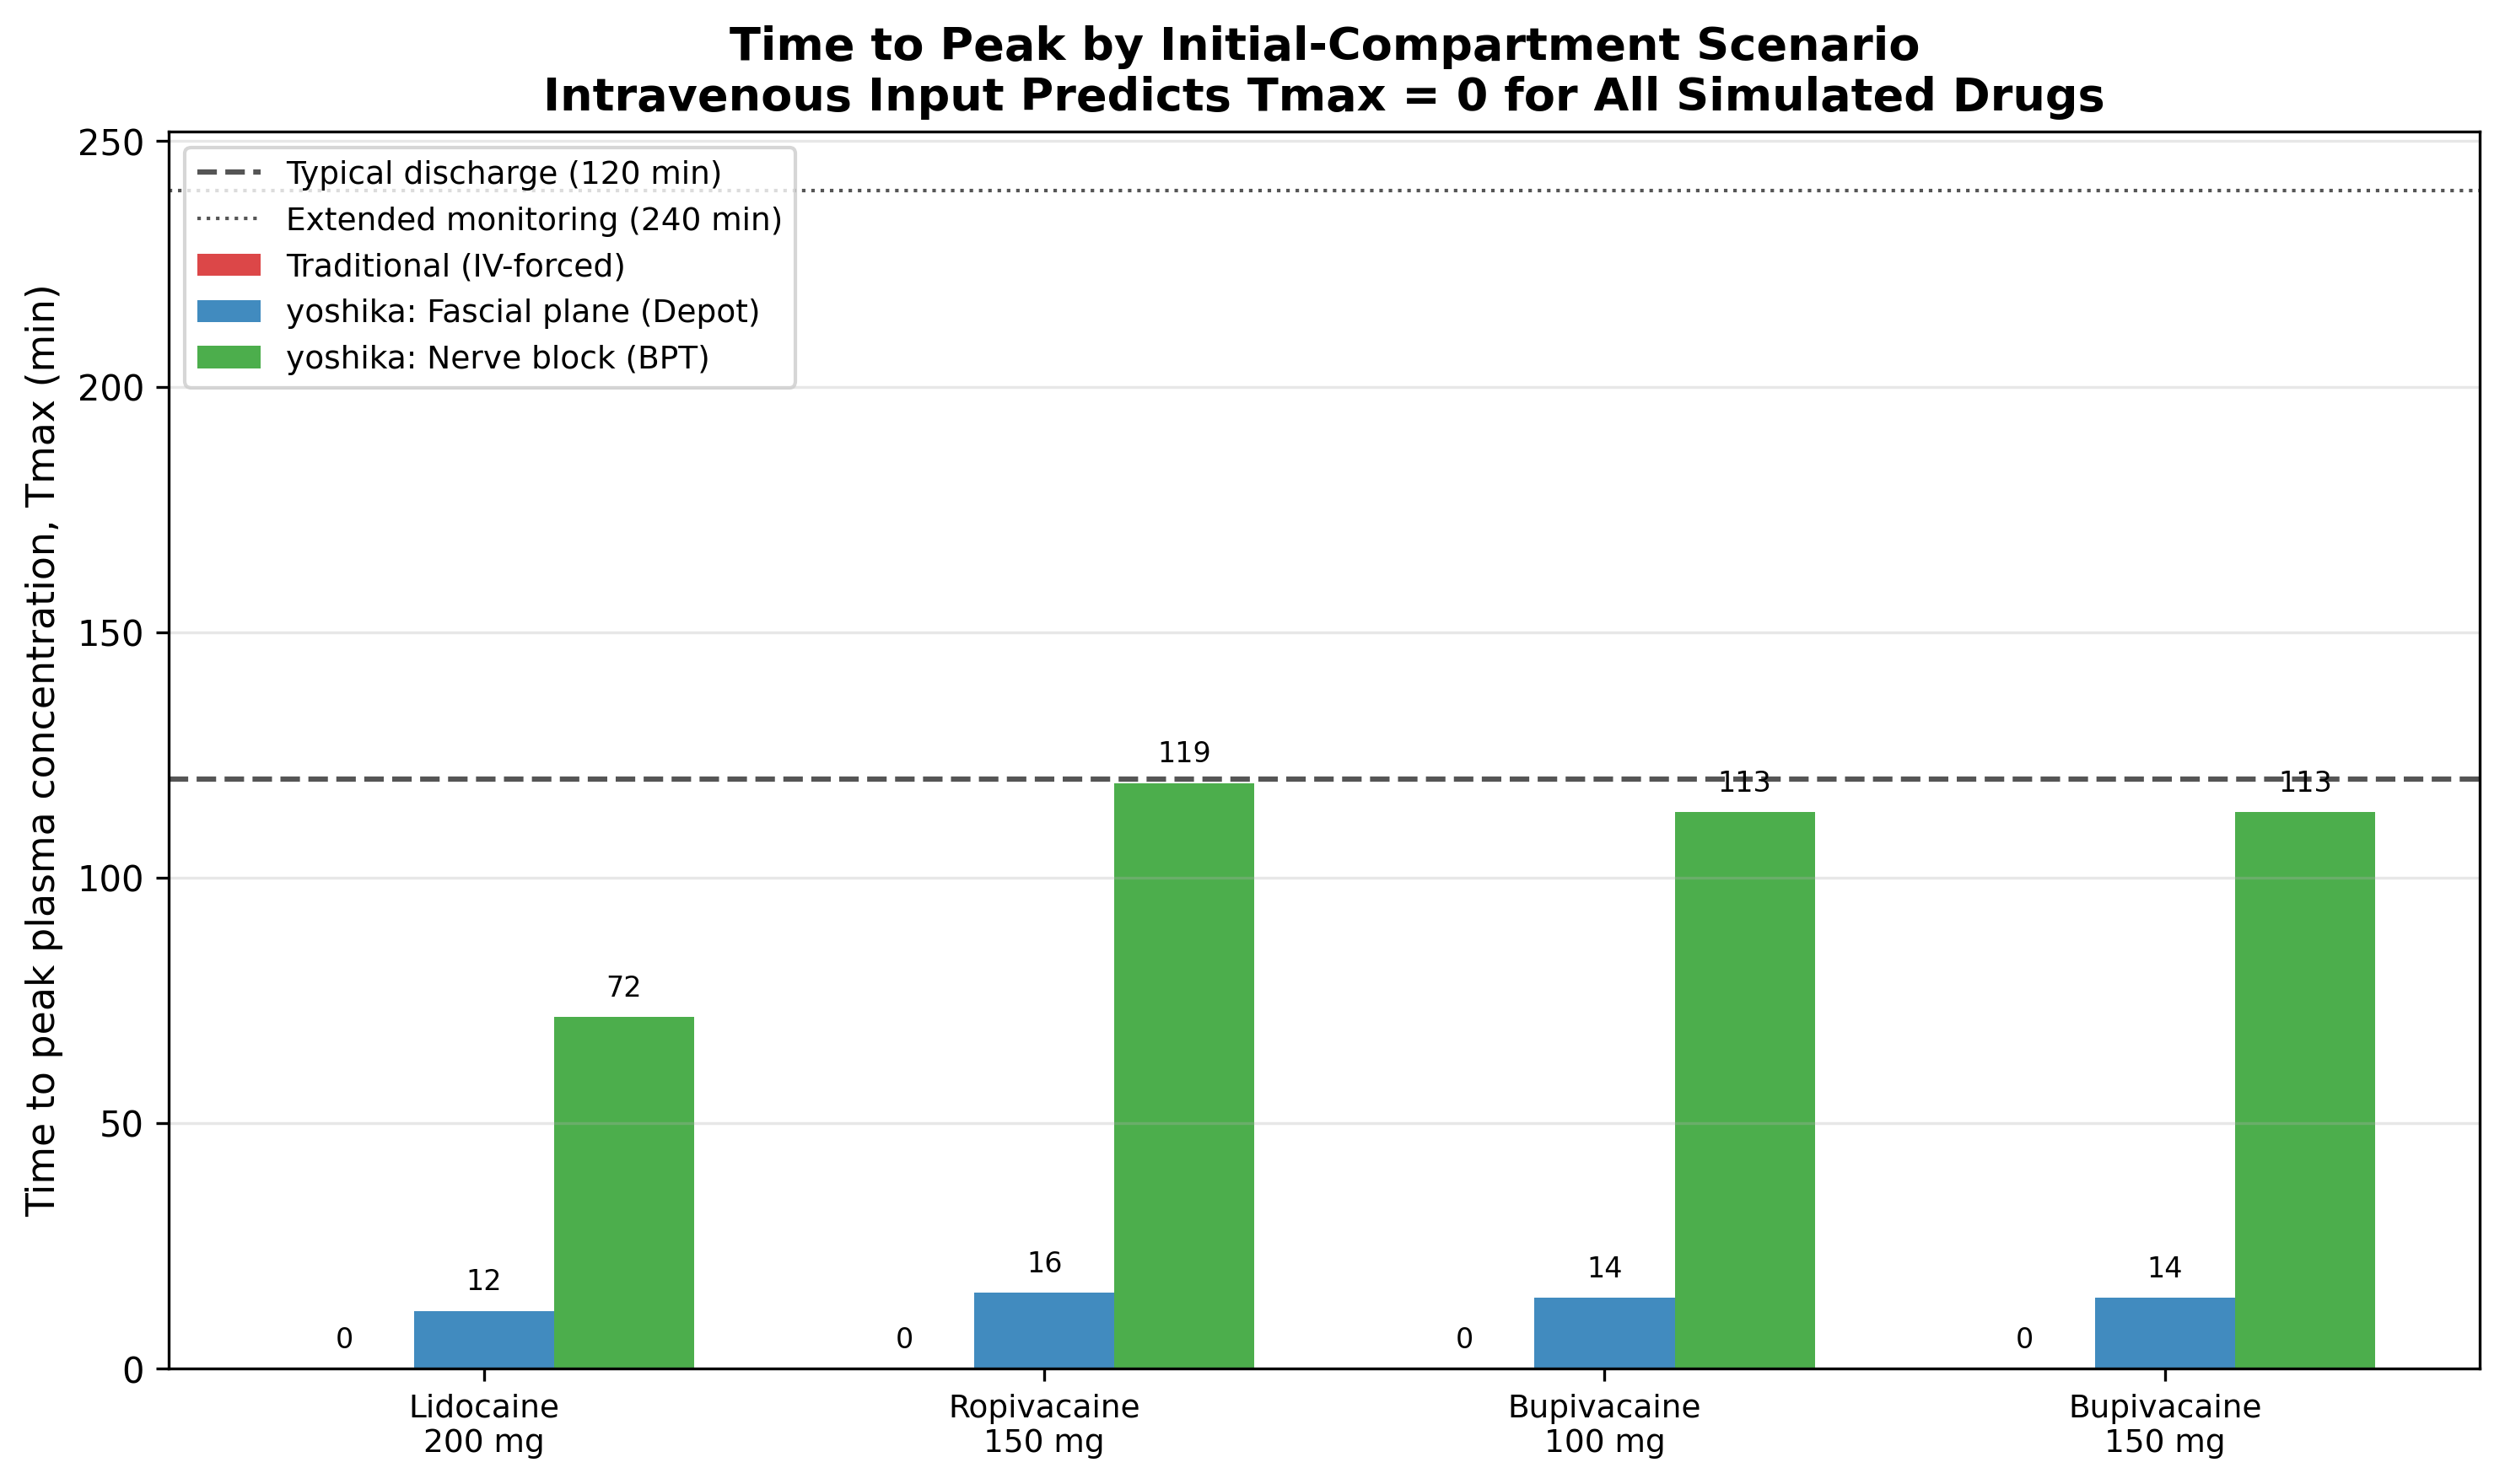 Time to Peak by Initial-Compartment Scenario
Intravenous Input Predicts Tmax = 0 for All Simulated Drugs
Time to peak plasma concentration, Tmax (min)
250
200
150
100
50
0
Typical discharge (120 min)
Extended monitoring (240 min)
Traditional (IV-forced)
yoshika: Fascial plane (Depot)
yoshika: Nerve block (BPT)
0
12
72
0
16
119
0
14
113
0
14
113
Lidocaine
200 mg
Ropivacaine
150 mg
Bupivacaine
100 mg
Bupivacaine
150 mg